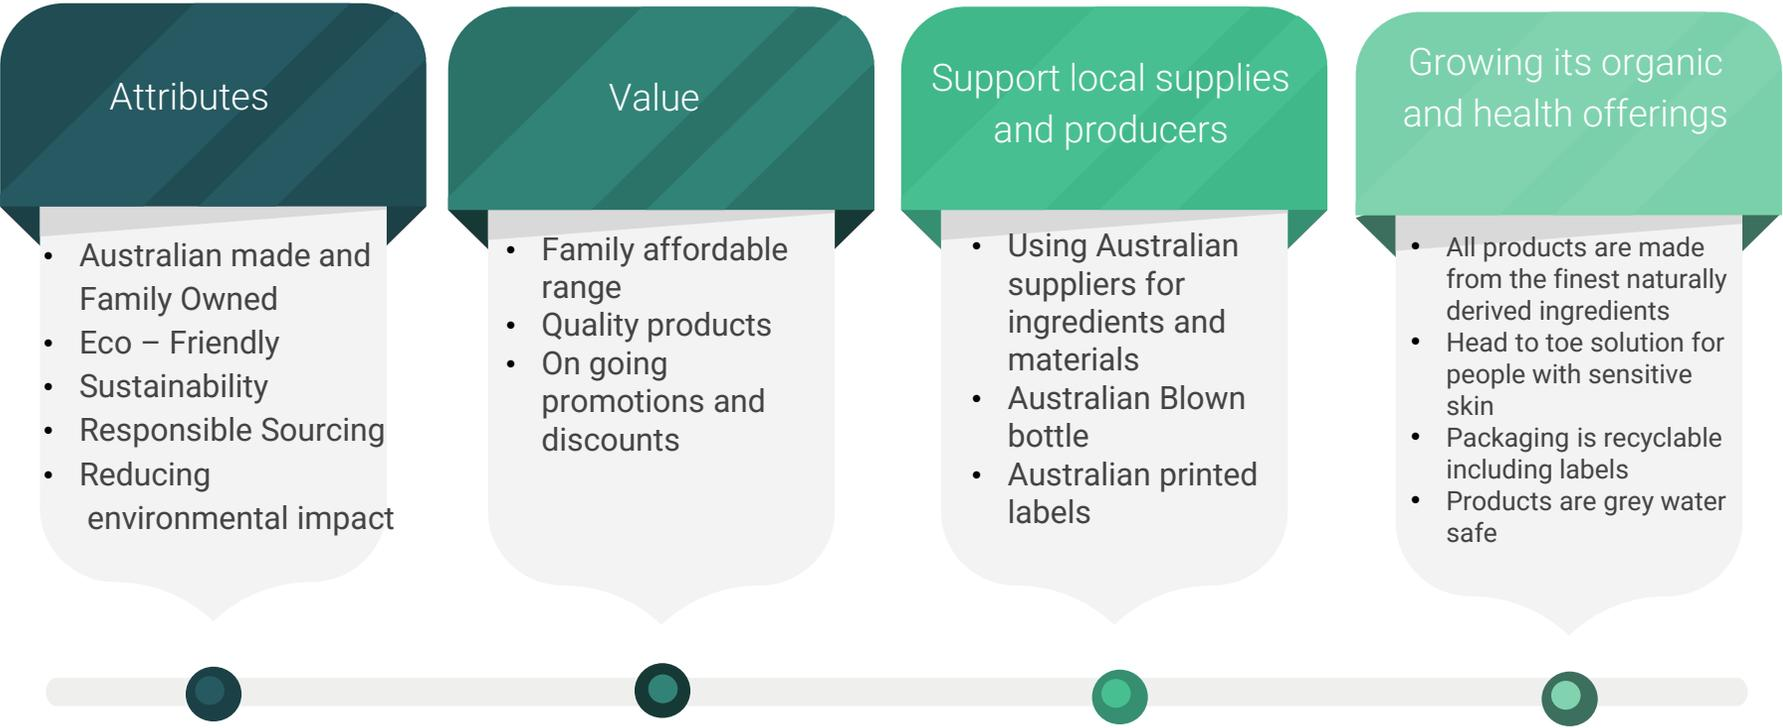 Attributes
• Australian made and
Family Owned
• Eco – Friendly
• Sustainability
• Responsible Sourcing
• Reducing
environmental impact
Value
• Family affordable
range
• Quality products
• On going
promotions and
discounts
Support local supplies
and producers
• Using Australian
suppliers for
ingredients and
materials
• Australian Blown
bottle
• Australian printed
labels
Growing its organic
and health offerings
• All products are made
from the finest naturally
derived ingredients
• Head to toe solution for
people with sensitive
skin
• Packaging is recyclable
including labels
• Products are grey water
safe